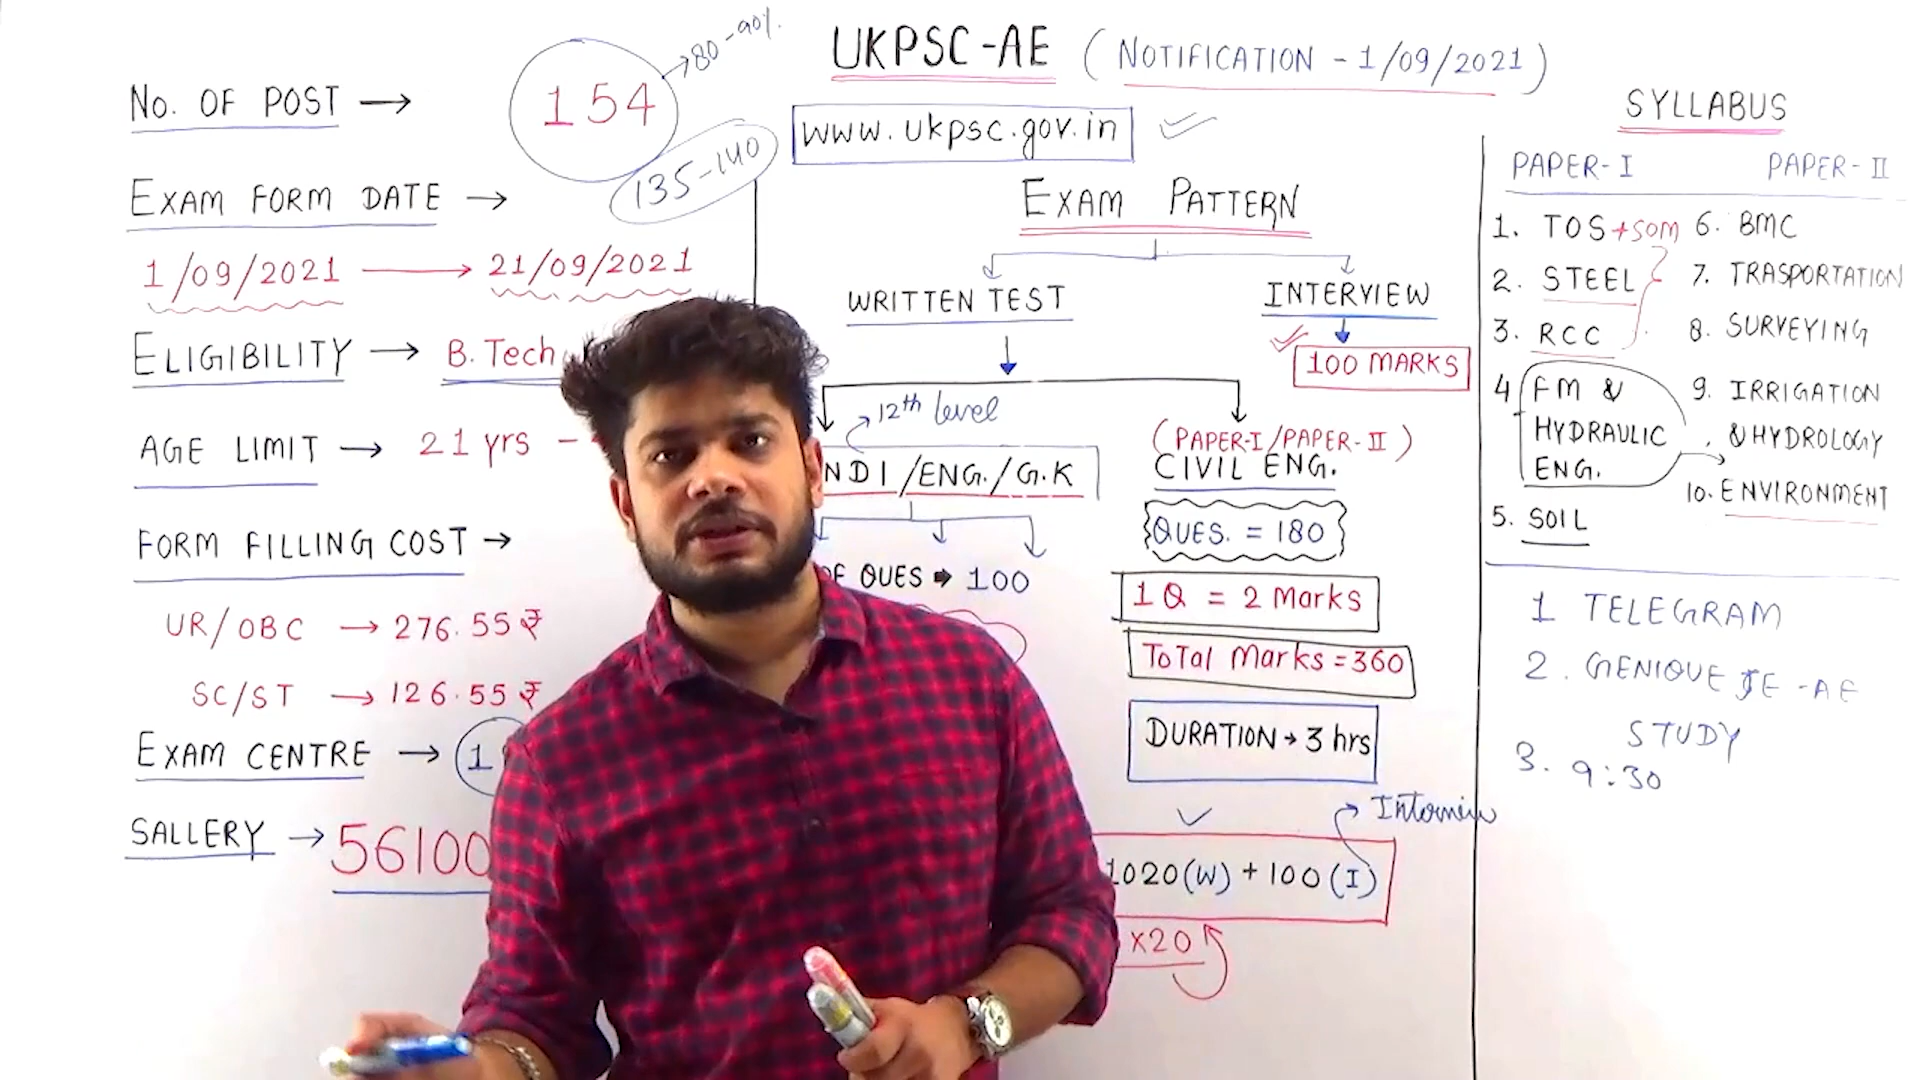 No. OF POST → 154
→ 80-90%.
135-140
EXAM FORM DATE →
1/09/2021 → 21/09/2021
ELIGIBILITY → B. Tech
AGE LIMIT → 21 yrs -
FORM FILLING COST →
UR/OBC → 276.55₹
SC/ST → 126.55₹
EXAM CENTRE →
SALLERY → 56100
UKPSC-AE (NOTIFICATION - 1/09/2021)
www.ukpsc.gov.in
EXAM PATTERN
WRITTEN TEST
INTERVIEW
100 MARKS
12th level
NDI/ENG./G.K
QUES → 100
(PAPER-I/PAPER-II)
CIVIL ENG.
QUES. = 180
1 Q = 2 Marks
Total Marks = 360
DURATION → 3 hrs
1020(W) + 100(I)
x20
SYLLABUS
PAPER-I
1. TOS+SOM
2. STEEL
3. RCC
4 FM &
HYDRAULIC
ENG.
5. SOIL
PAPER-II
6. BMC
7. TRASPORTATION
8. SURVEYING
9. IRRIGATION
& HYDROLOGY
10. ENVIRONMENT
1 TELEGRAM
2. GENIQUE JE-AE
STUDY
3. 9:30